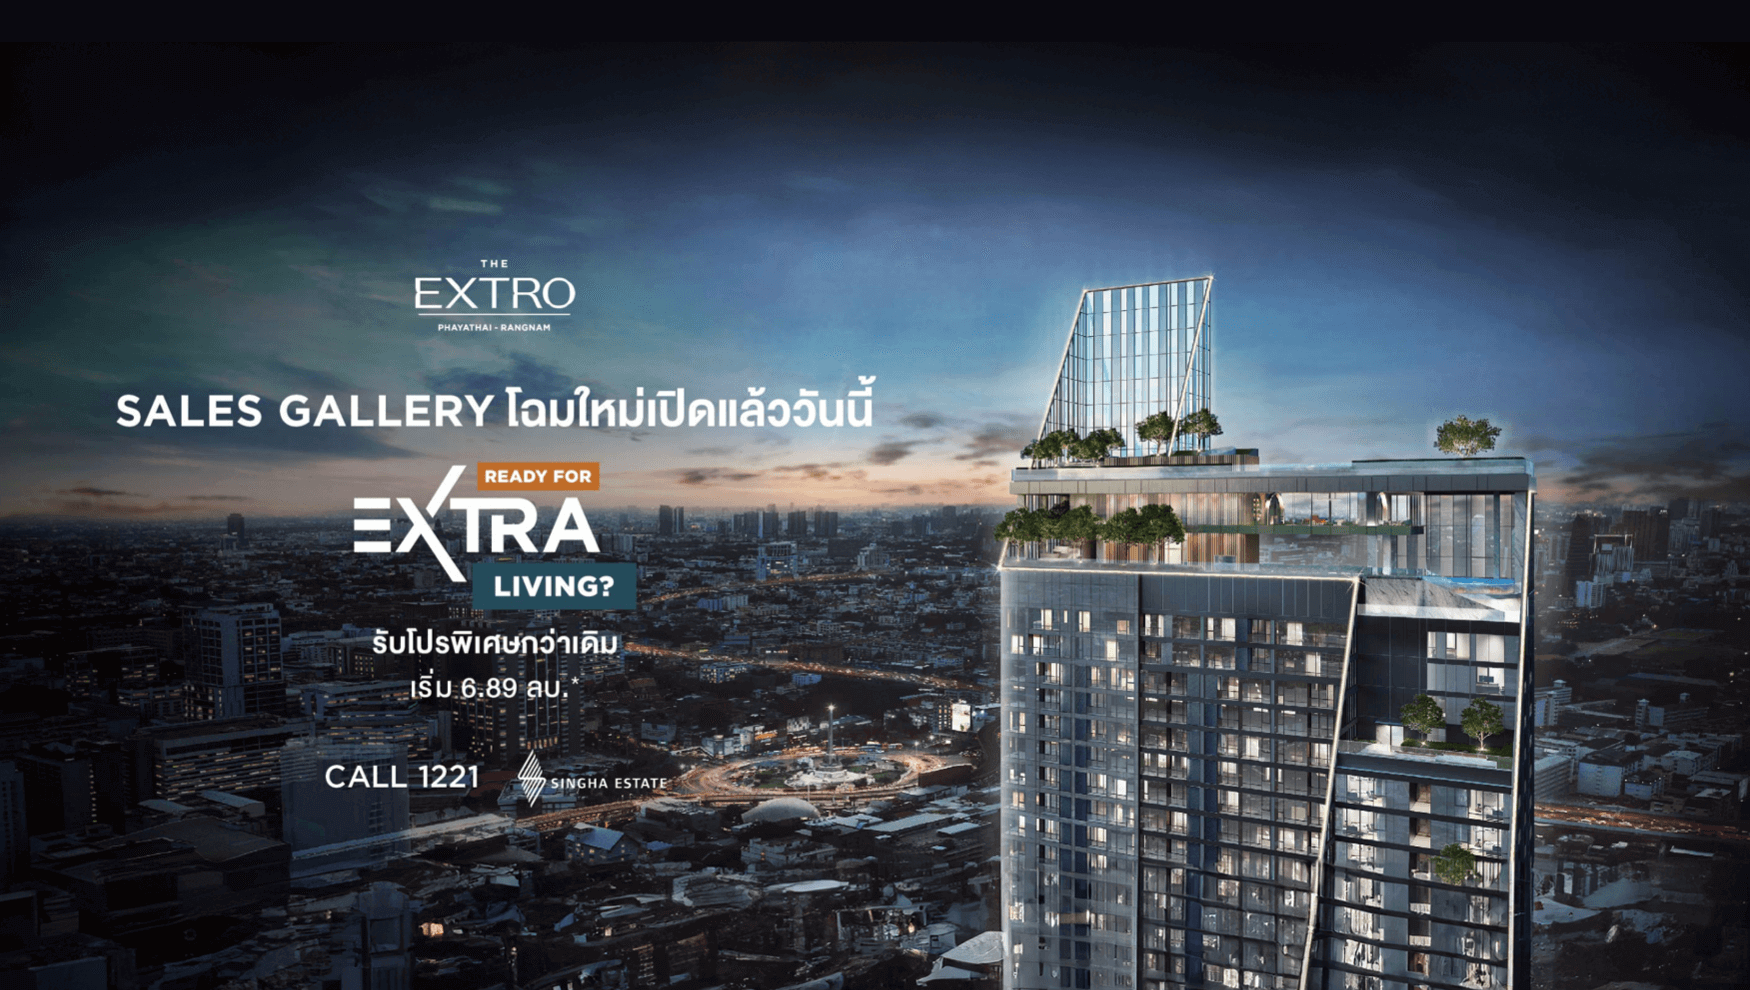 THE
EXTRO
PHAYATHAI - RANGNAM
SALES GALLERY โฉมใหม่เปิดแล้ววันนี้
READY FOR
EXTRA
LIVING?
รับโปรพิเศษกว่าเดิม
เริ่ม 6.89 ลบ.*
CALL 1221
SINGHA ESTATE